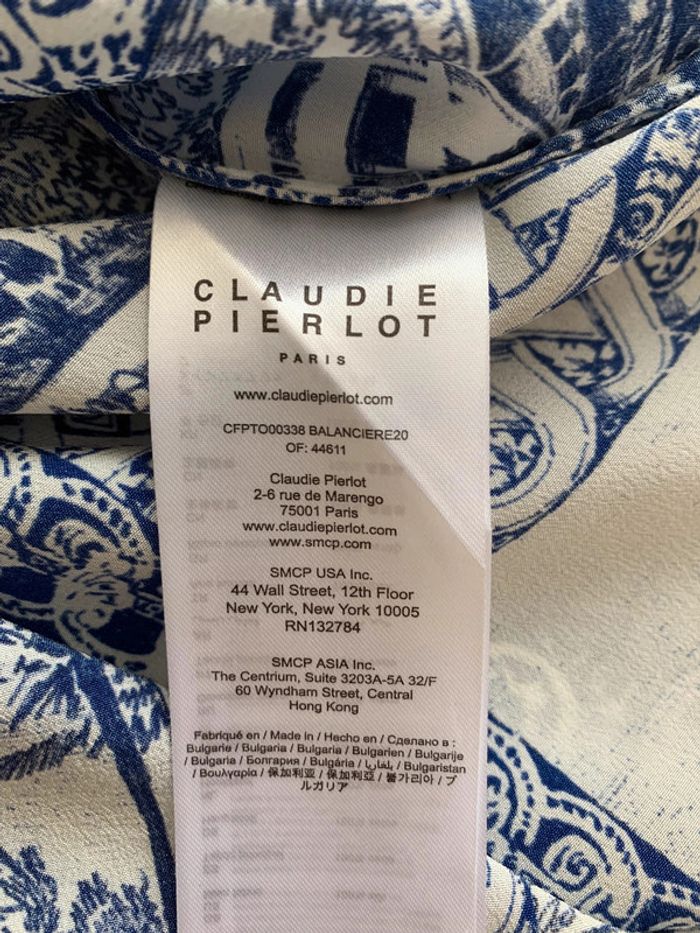 CLAUDIE
PIERLOT
PARIS
www.claudiepierlot.com
CFPTO00338 BALANCIERE20
OF: 44611
Claudie Pierlot
2-6 rue de Marengo
75001 Paris
www.claudiepierlot.com
www.smcp.com
SMCP USA Inc.
44 Wall Street, 12th Floor
New York, New York 10005
RN132784
SMCP ASIA Inc.
The Centrium, Suite 3203A-5A 32/F
60 Wyndham Street, Central
Hong Kong
Fabriqué en / Made in / Hecho en / Сделано в :
Bulgarie / Bulgaria / Bulgaria / Bulgarien / Bulgarije
/ Bulgaria / Болгария / Bulgária / بلغاريا / Bulgaristan
/ Βουλγαρία / 保加利亚 / 保加利亞 / 불가리아 / ブ
ルガリア